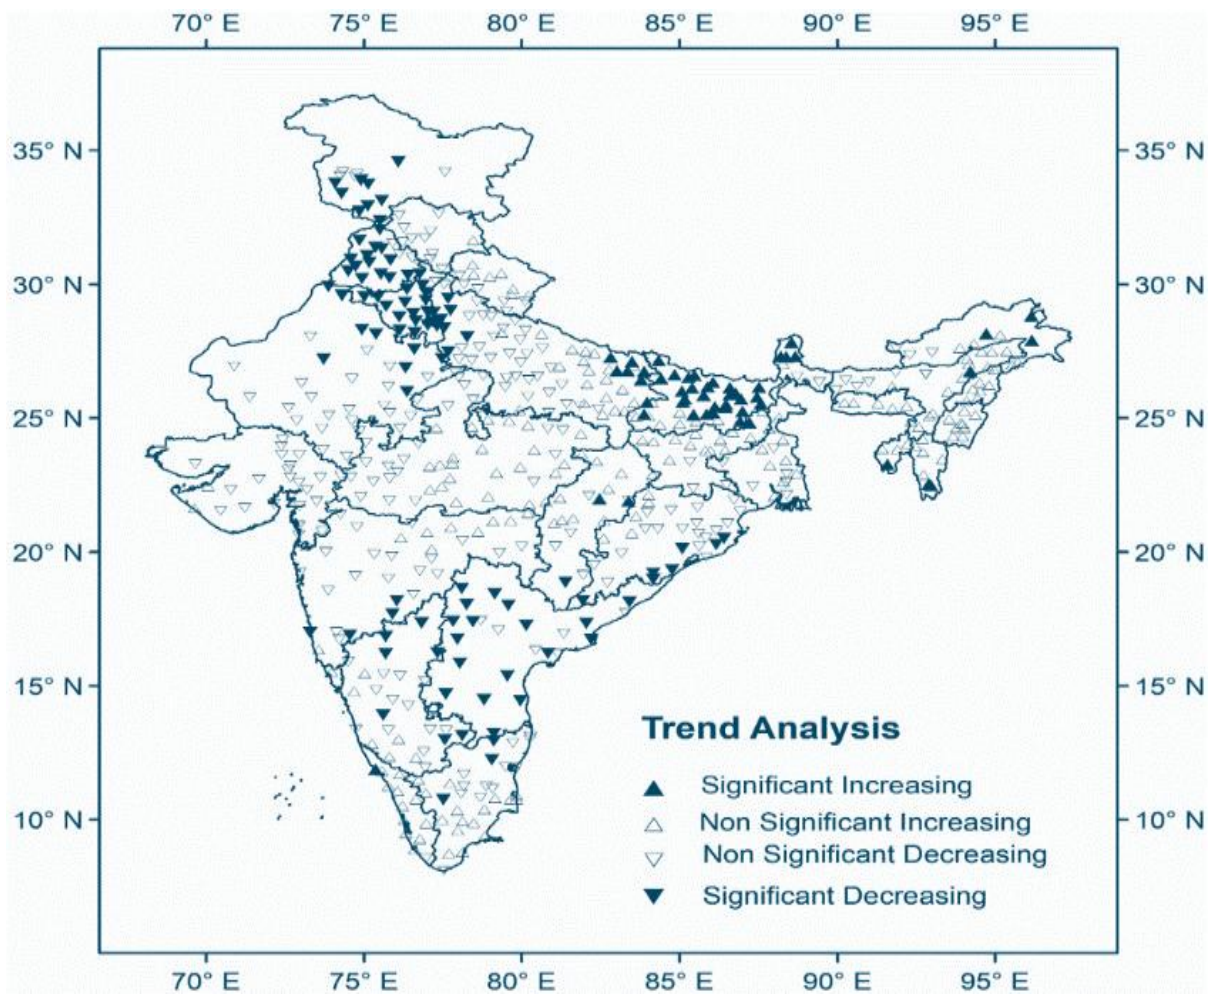 70° E 75° E 80° E 85° E 90° E 95° E
35° N 35° N
30° N 30° N
25° N 25° N
20° N 20° N
15° N 15° N
Trend Analysis
Significant Increasing
10° N Non Significant Increasing 10° N
Non Significant Decreasing
Significant Decreasing
70° E 75° E 80° E 85° E 90° E 95° E